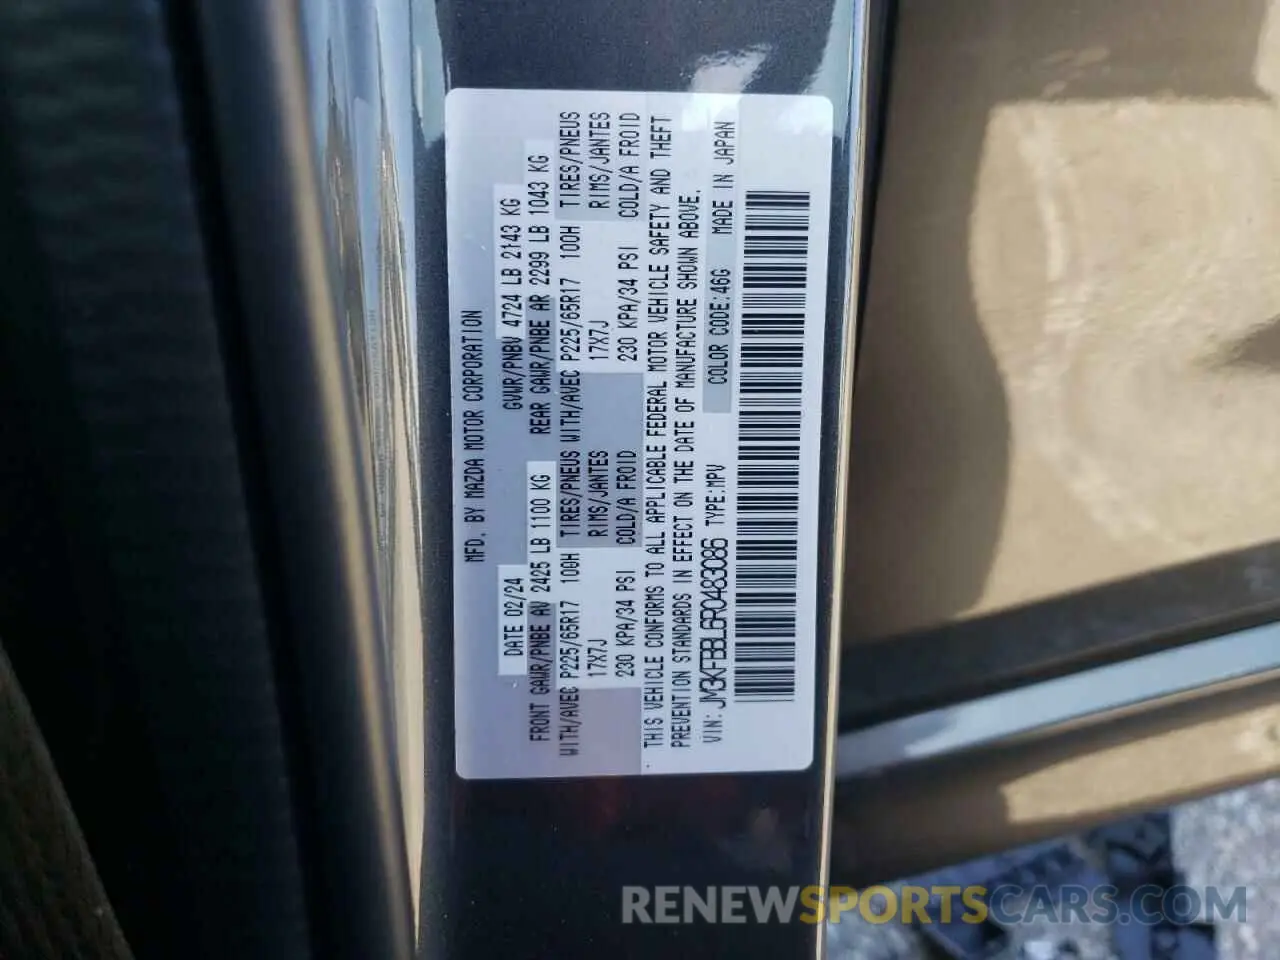 MFD. BY MAZDA MOTOR CORPORATION
DATE 02/24 GVWR/PNBV 4724 LB 2143 KG
FRONT GAWR/PNBE AV 2425 LB 1100 KG REAR GAWR/PNBE AR 2299 LB 1043 KG
WITH/AVEC P225/65R17 100H TIRES/PNEUS WITH/AVEC P225/65R17 100H TIRES/PNEUS
17X7J RIMS/JANTES 17X7J RIMS/JANTES
230 KPA/34 PSI COLD/A FROID 230 KPA/34 PSI COLD/A FROID
THIS VEHICLE CONFORMS TO ALL APPLICABLE FEDERAL MOTOR VEHICLE SAFETY AND THEFT
PREVENTION STANDARDS IN EFFECT ON THE DATE OF MANUFACTURE SHOWN ABOVE.
VIN: JM3KFBBL6R0483086 TYPE:MPV COLOR CODE:46G MADE IN JAPAN
RENEWSPORTSCARS.COM